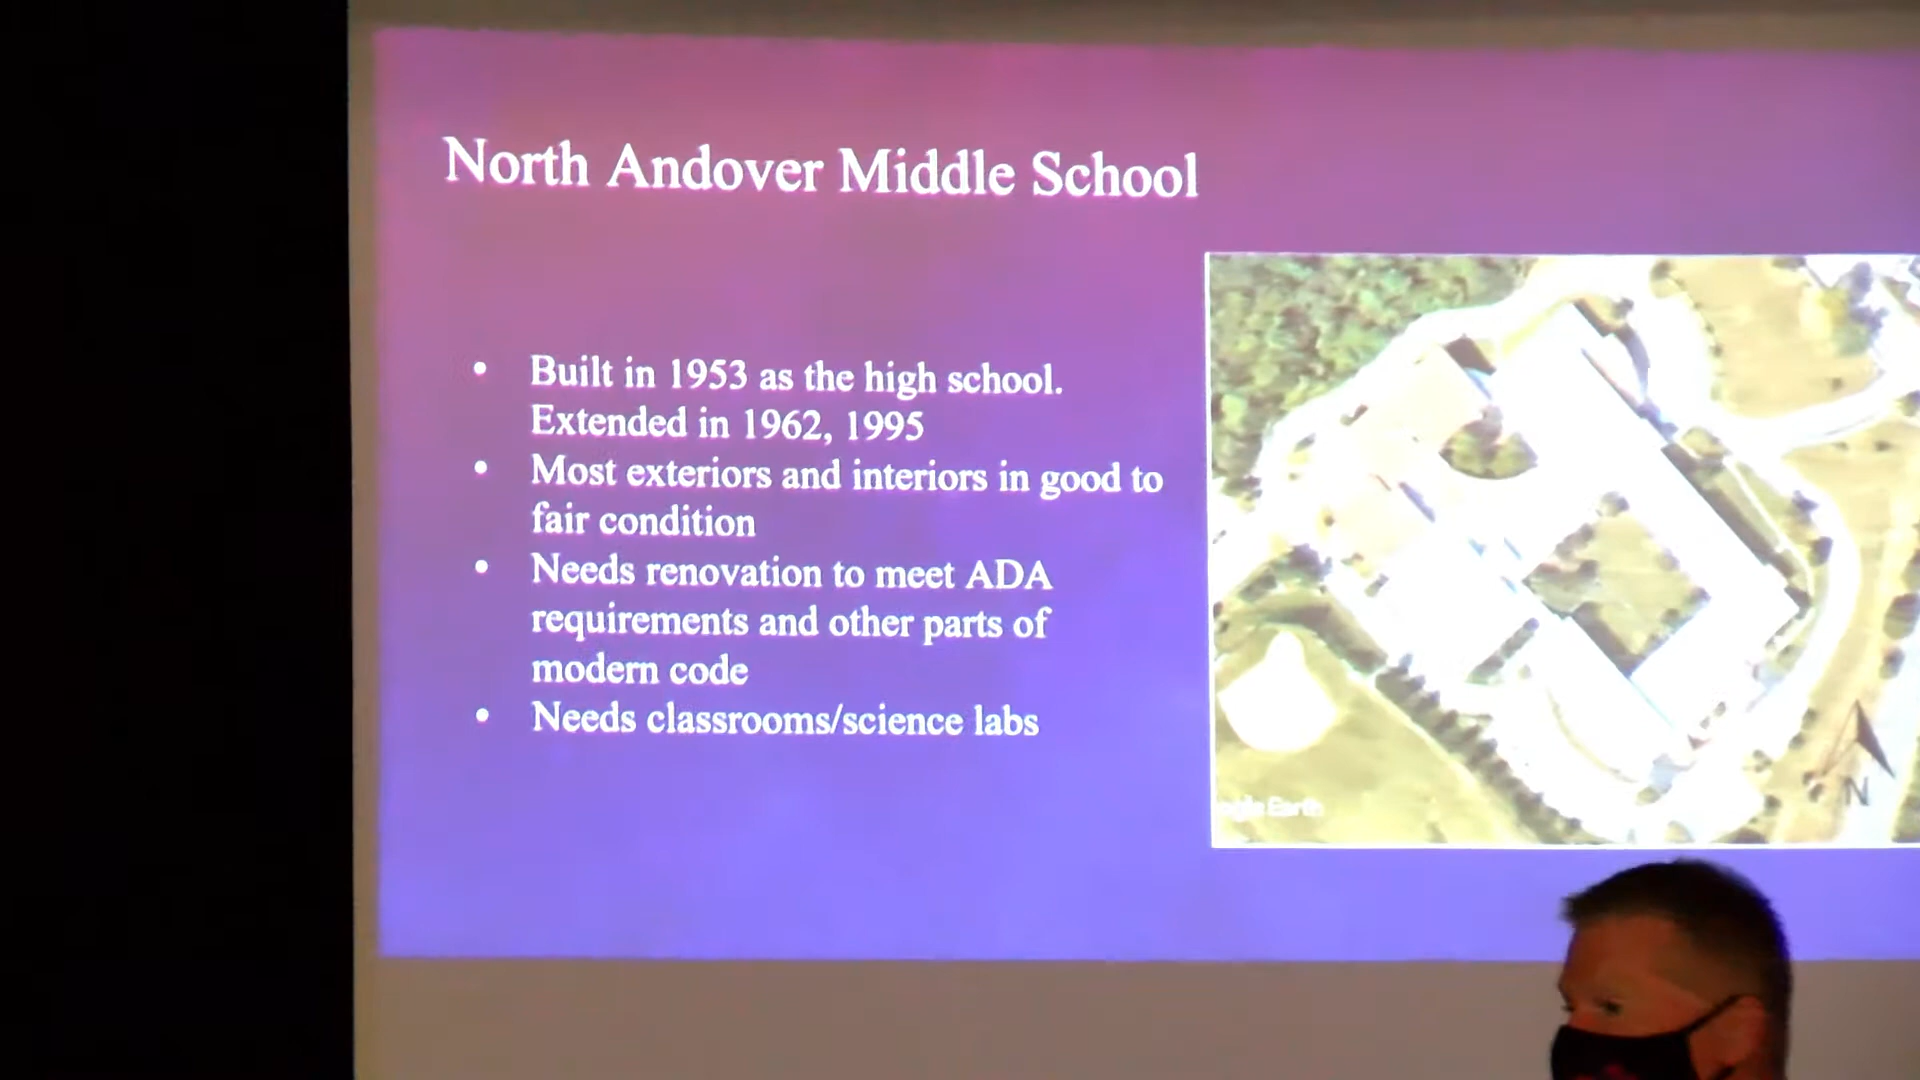 North Andover Middle School
• Built in 1953 as the high school.
Extended in 1962, 1995
• Most exteriors and interiors in good to
fair condition
• Needs renovation to meet ADA
requirements and other parts of
modern code
• Needs classrooms/science labs
N
ogle Earth